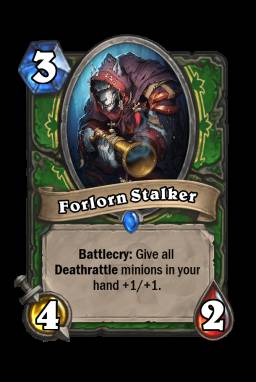 3
Forlorn Stalker
Battlecry: Give all
Deathrattle minions in your
hand +1/+1.
4
2